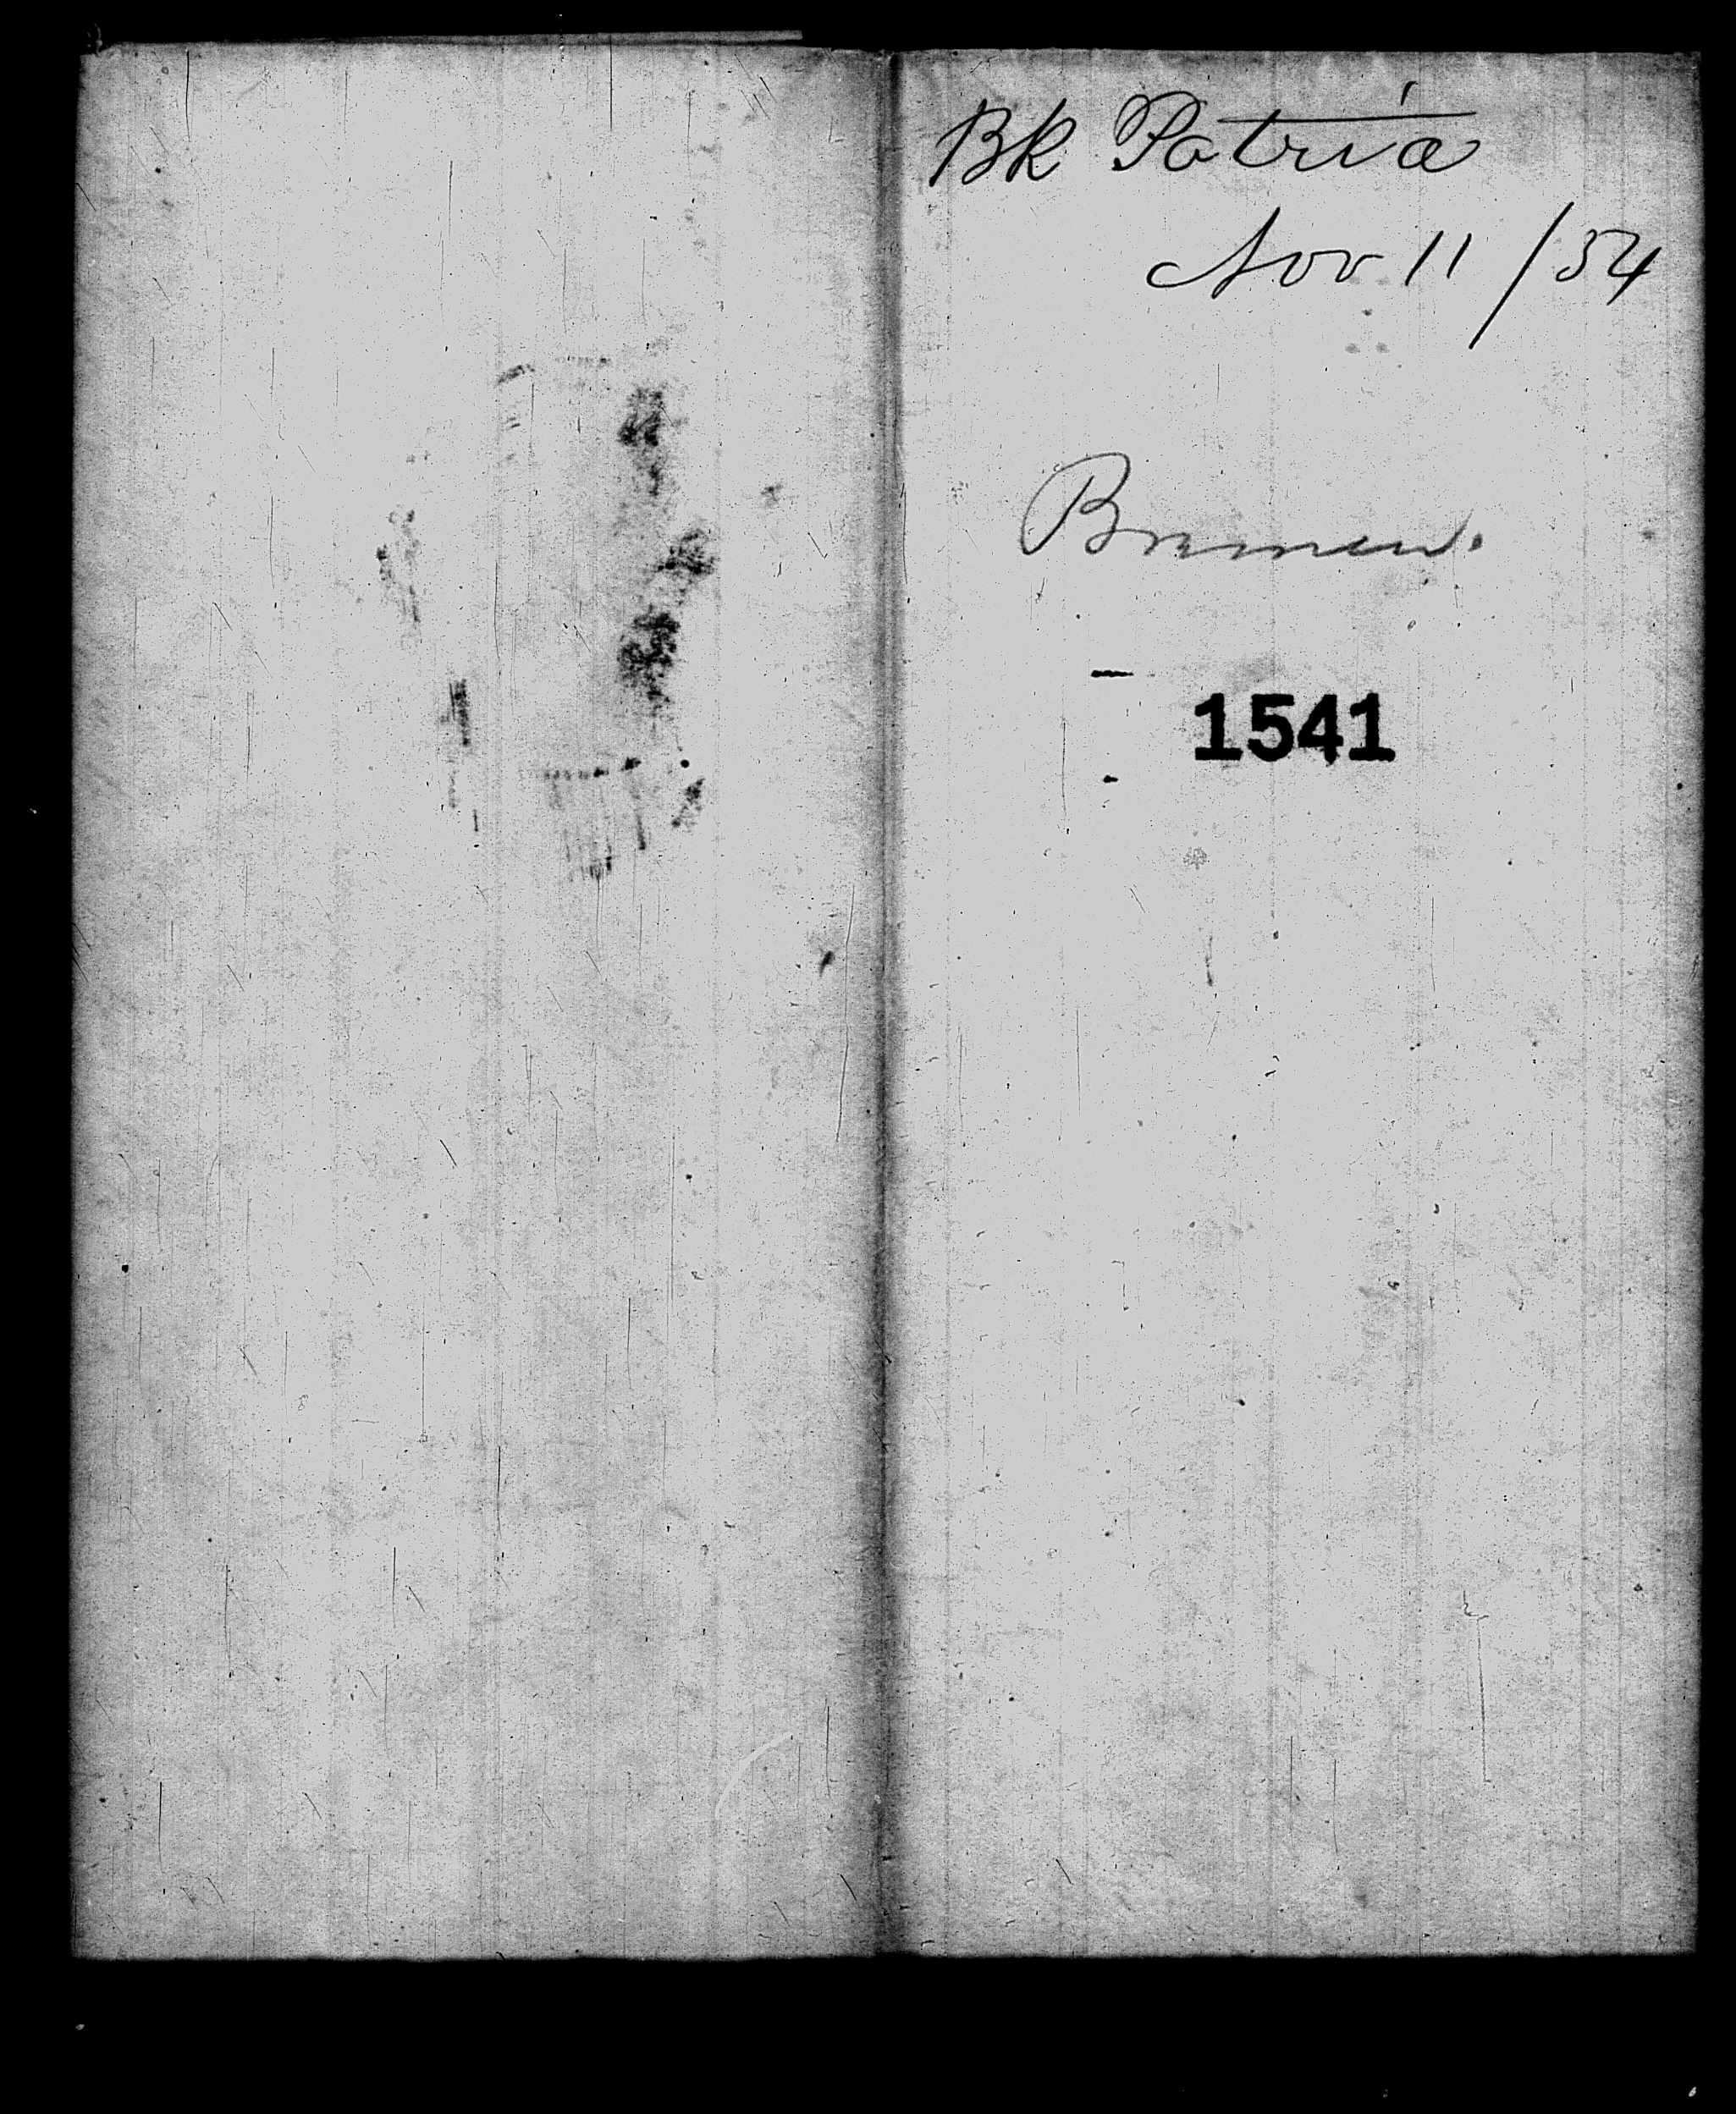 Bk Patria
Nov 11 /54
Bremen.
1541